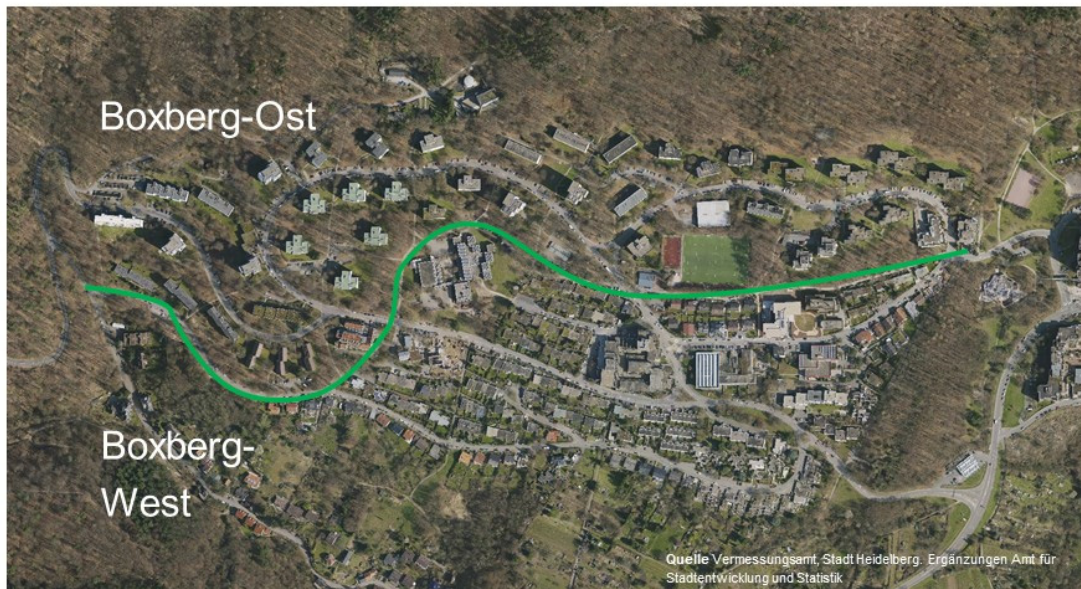 Boxberg-Ost
Boxberg-
West
Quelle Vermessungsamt, Stadt Heidelberg. Ergänzungen Amt für
Stadtentwicklung und Statistik